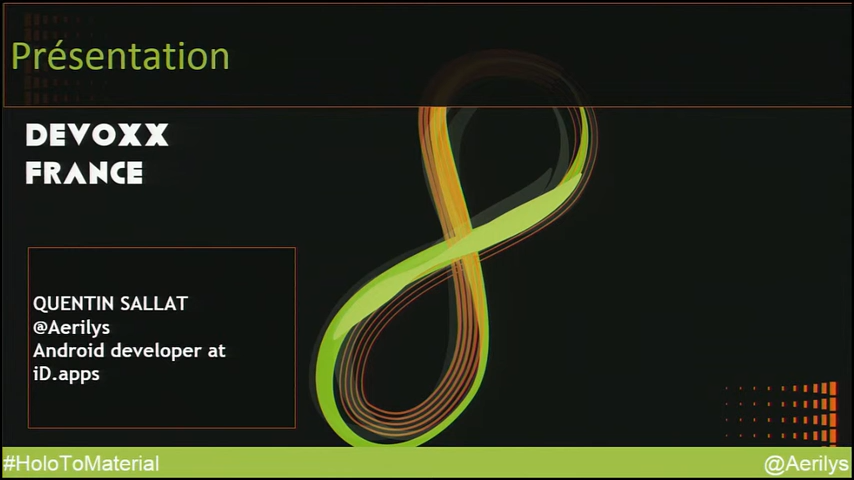 Présentation
DEVOXX
FRANCE
QUENTIN SALLAT
@Aerilys
Android developer at
iD.apps
#HoloToMaterial
@Aerilys